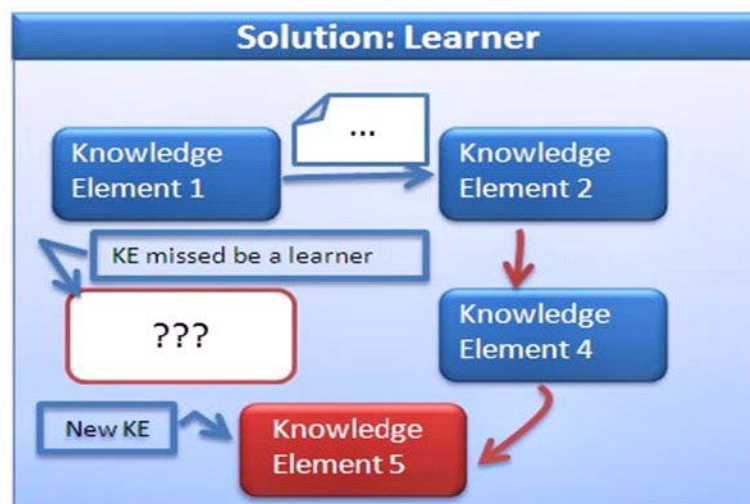 Solution: Learner
...
Knowledge
Element 1
Knowledge
Element 2
KE missed be a learner
???
Knowledge
Element 4
New KE
Knowledge
Element 5